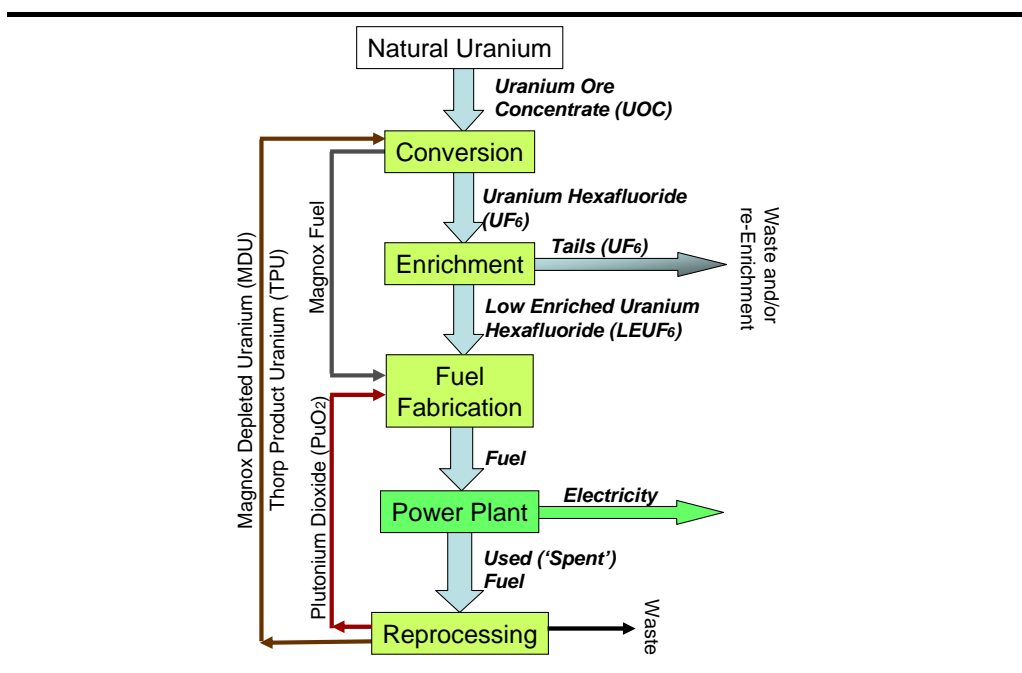 Natural Uranium
Uranium Ore
Concentrate (UOC)
Conversion
Uranium Hexafluoride
(UF6)
Enrichment
Tails (UF6)
Waste and/or
re-Enrichment
Low Enriched Uranium
Hexafluoride (LEUF6)
Magnox Fuel
Magnox Depleted Uranium (MDU)
Thorp Product Uranium (TPU)
Fuel
Fabrication
Plutonium Dioxide (PuO2)
Fuel
Power Plant
Electricity
Used (‘Spent’)
Fuel
Reprocessing
Waste